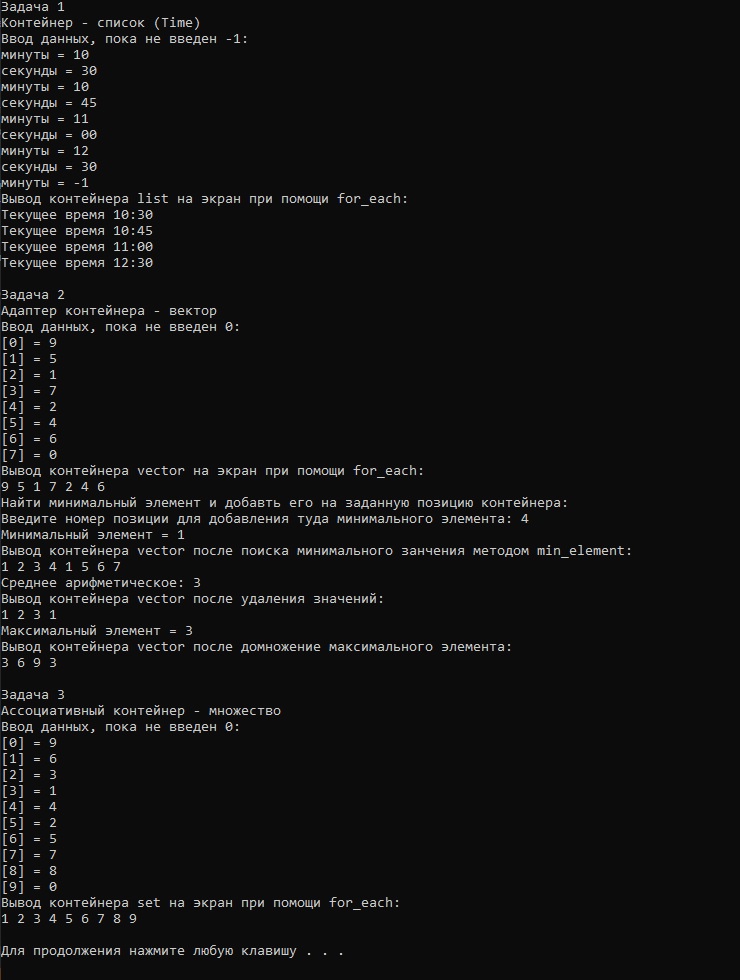 Задача 1
Контейнер - список (Time)
Ввод данных, пока не введен -1:
минуты = 10
секунды = 30
минуты = 10
секунды = 45
минуты = 11
секунды = 00
минуты = 12
секунды = 30
минуты = -1
Вывод контейнера list на экран при помощи for_each:
Текущее время 10:30
Текущее время 10:45
Текущее время 11:00
Текущее время 12:30
Задача 2
Адаптер контейнера - вектор
Ввод данных, пока не введен 0:
[0] = 9
[1] = 5
[2] = 1
[3] = 7
[4] = 2
[5] = 4
[6] = 6
[7] = 0
Вывод контейнера vector на экран при помощи for_each:
9 5 1 7 2 4 6
Найти минимальный элемент и добавть его на заданную позицию контейнера:
Введите номер позиции для добавления туда минимального элемента: 4
Минимальный элемент = 1
Вывод контейнера vector после поиска минимального занчения методом min_element:
1 2 3 4 1 5 6 7
Среднее арифметическое: 3
Вывод контейнера vector после удаления значений:
1 2 3 1
Максимальный элемент = 3
Вывод контейнера vector после домножение максимального элемента:
3 6 9 3
Задача 3
Ассоциативный контейнер - множество
Ввод данных, пока не введен 0:
[0] = 9
[1] = 6
[2] = 3
[3] = 1
[4] = 4
[5] = 2
[6] = 5
[7] = 7
[8] = 8
[9] = 0
Вывод контейнера set на экран при помощи for_each:
1 2 3 4 5 6 7 8 9
Для продолжения нажмите любую клавишу . . .